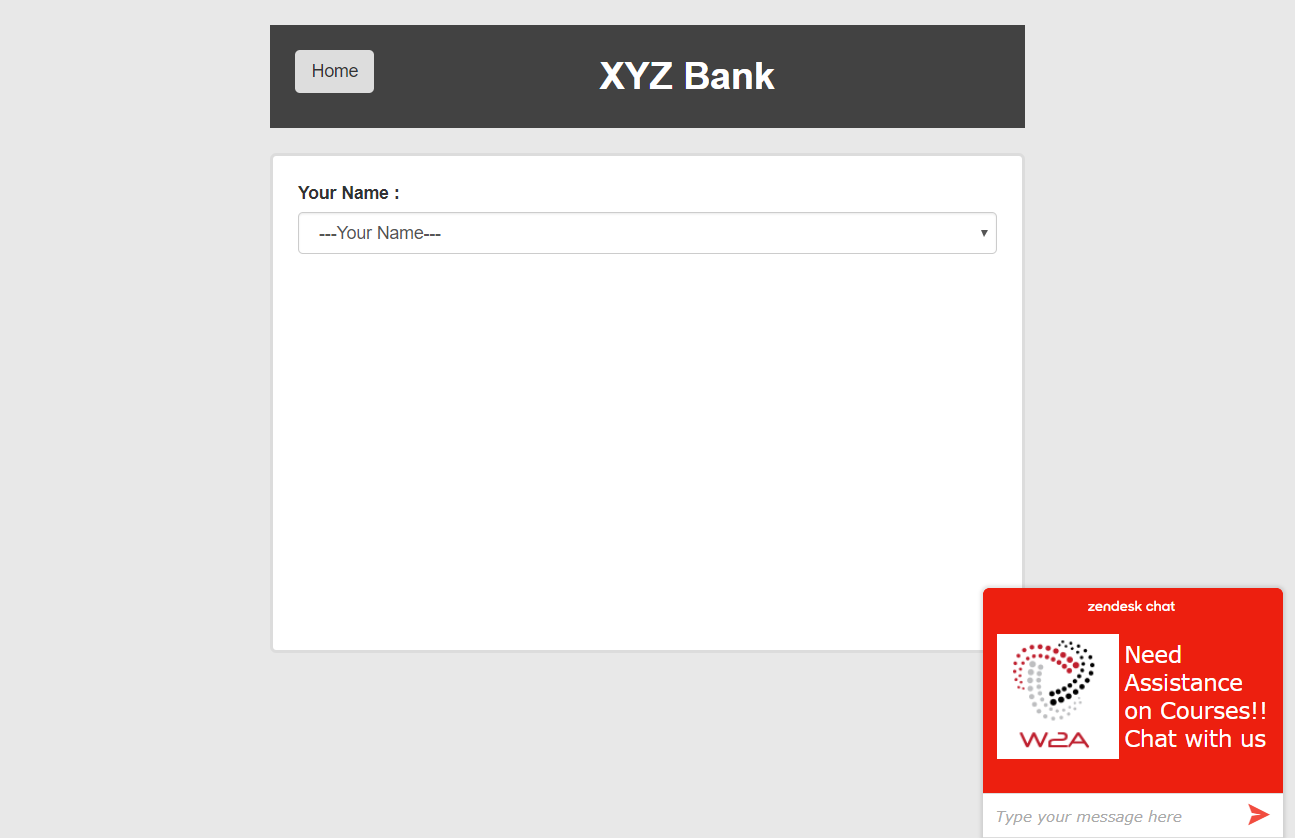 Home
XYZ Bank
Your Name :
---Your Name---
zendesk chat
W2A
Need
Assistance
on Courses!!
Chat with us
Type your message here